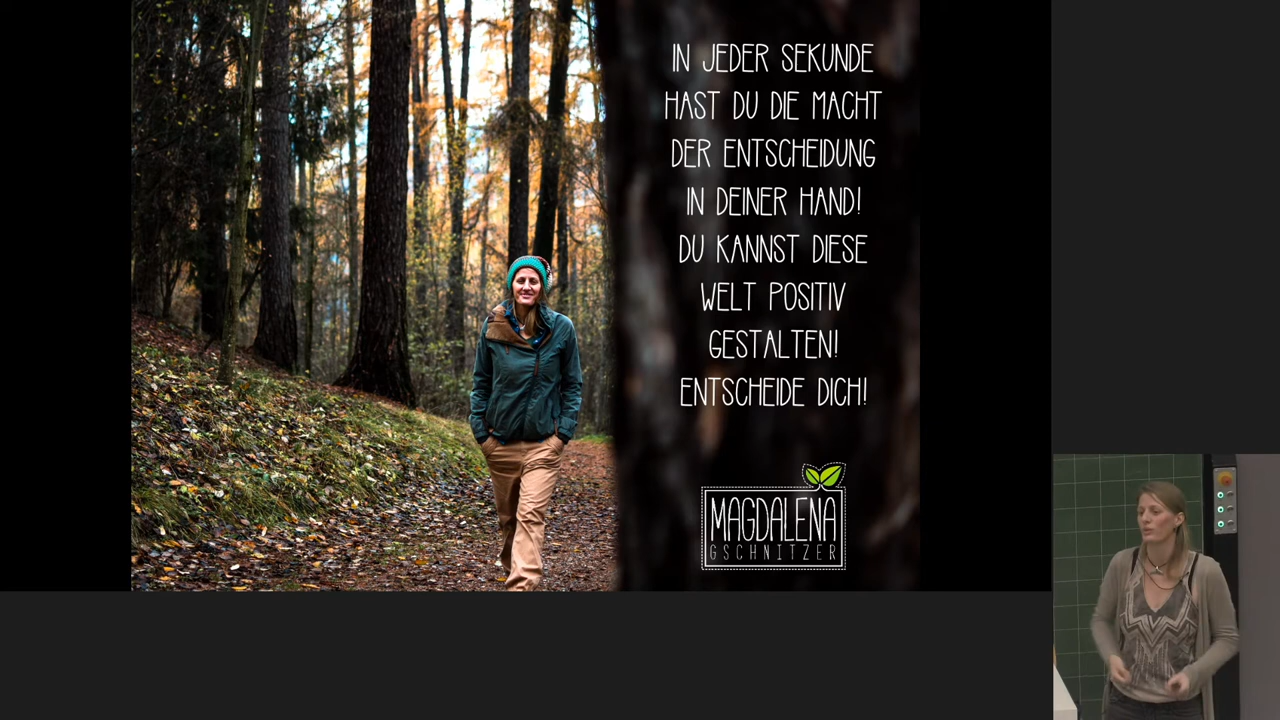 IN JEDER SEKUNDE
HAST DU DIE MACHT
DER ENTSCHEIDUNG
IN DEINER HAND!
DU KANNST DIESE
WELT POSITIV
GESTALTEN!
ENTSCHEIDE DICH!
MAGDALENA
GSCHNITZER